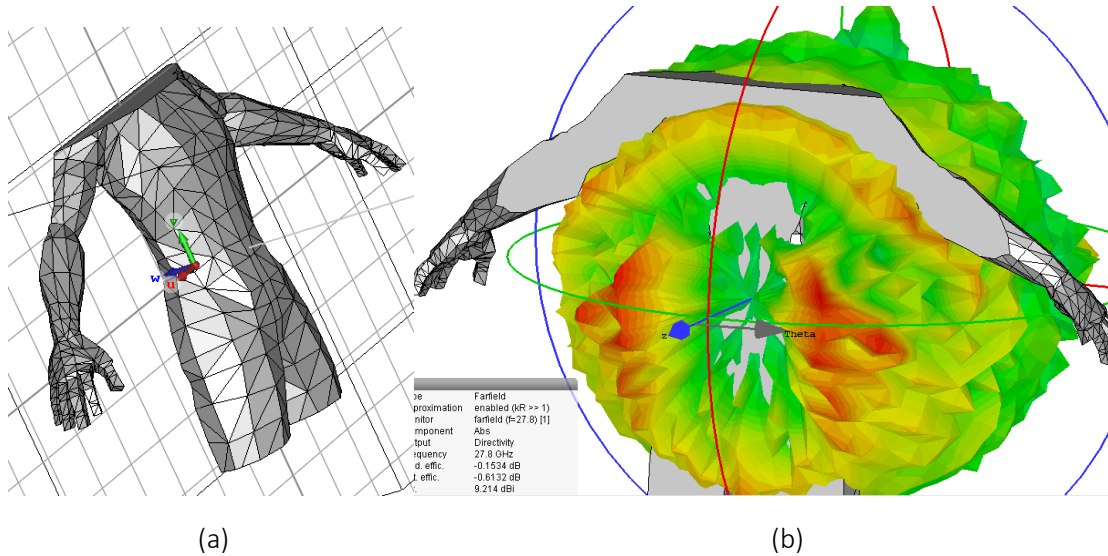 v
w
u
z
Theta
pe Farfield
proximation enabled (kR >> 1)
nitor farfield (f=27.8) [1]
mponent Abs
tput Directivity
equency 27.8 GHz
d. effic. -0.1534 dB
t. effic. -0.6132 dB
9.214 dBi
(a)
(b)